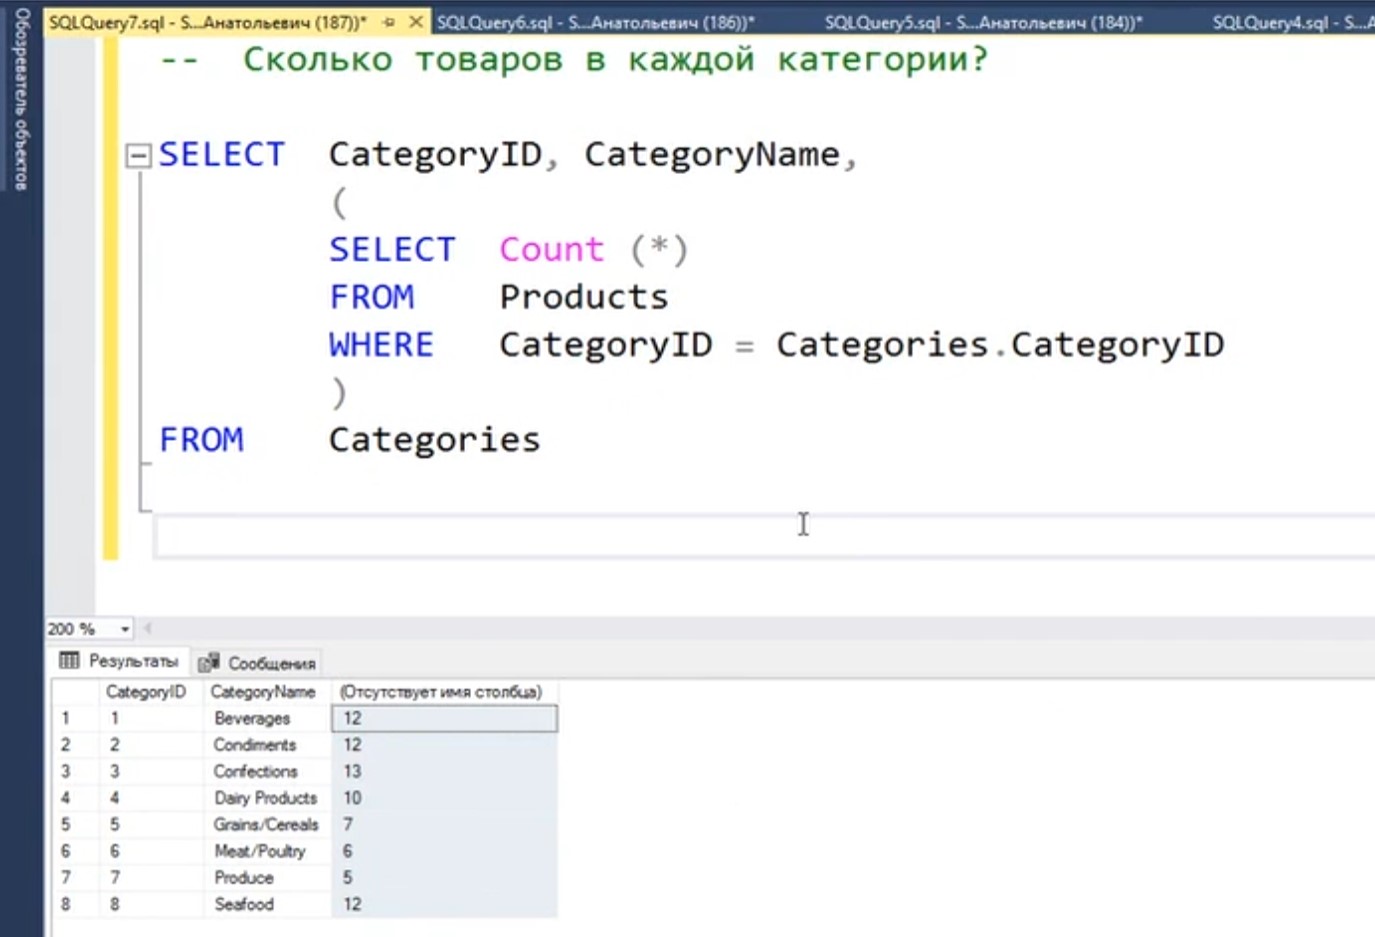 SQLQuery7.sql - S...Анатольевич (187))* SQLQuery6.sql - S...Анатольевич (186))* SQLQuery5.sql - S...Анатольевич (184))* SQLQuery4.sql - S...А
Обозреватель объектов
-- Сколько товаров в каждой категории?
SELECT CategoryID, CategoryName,
(
SELECT Count (*)
FROM Products
WHERE CategoryID = Categories.CategoryID
)
FROM Categories
200 %
Результаты Сообщения
CategoryID CategoryName (Отсутствует имя столбца)
1 1 Beverages 12
2 2 Condiments 12
3 3 Confections 13
4 4 Dairy Products 10
5 5 Grains/Cereals 7
6 6 Meat/Poultry 6
7 7 Produce 5
8 8 Seafood 12